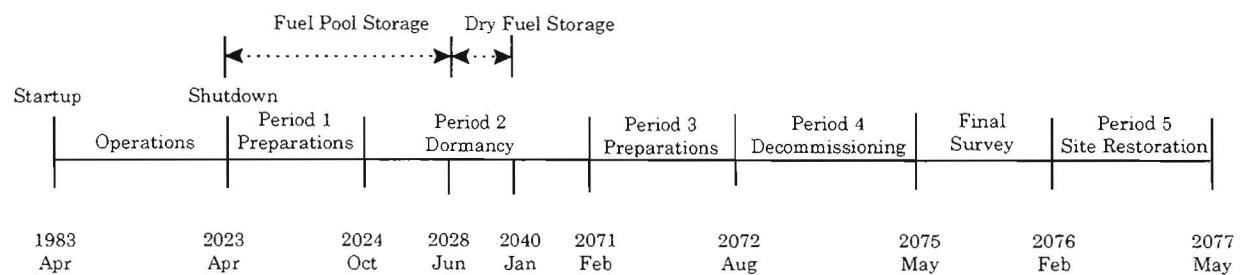 Fuel Pool Storage Dry Fuel Storage
Startup Shutdown
Operations
Period 1
Preparations
Period 2
Dormancy
Period 3
Preparations
Period 4
Decommissioning
Final
Survey
Period 5
Site Restoration
1983
Apr
2023
Apr
2024
Oct
2028
Jun
2040
Jan
2071
Feb
2072
Aug
2075
May
2076
Feb
2077
May